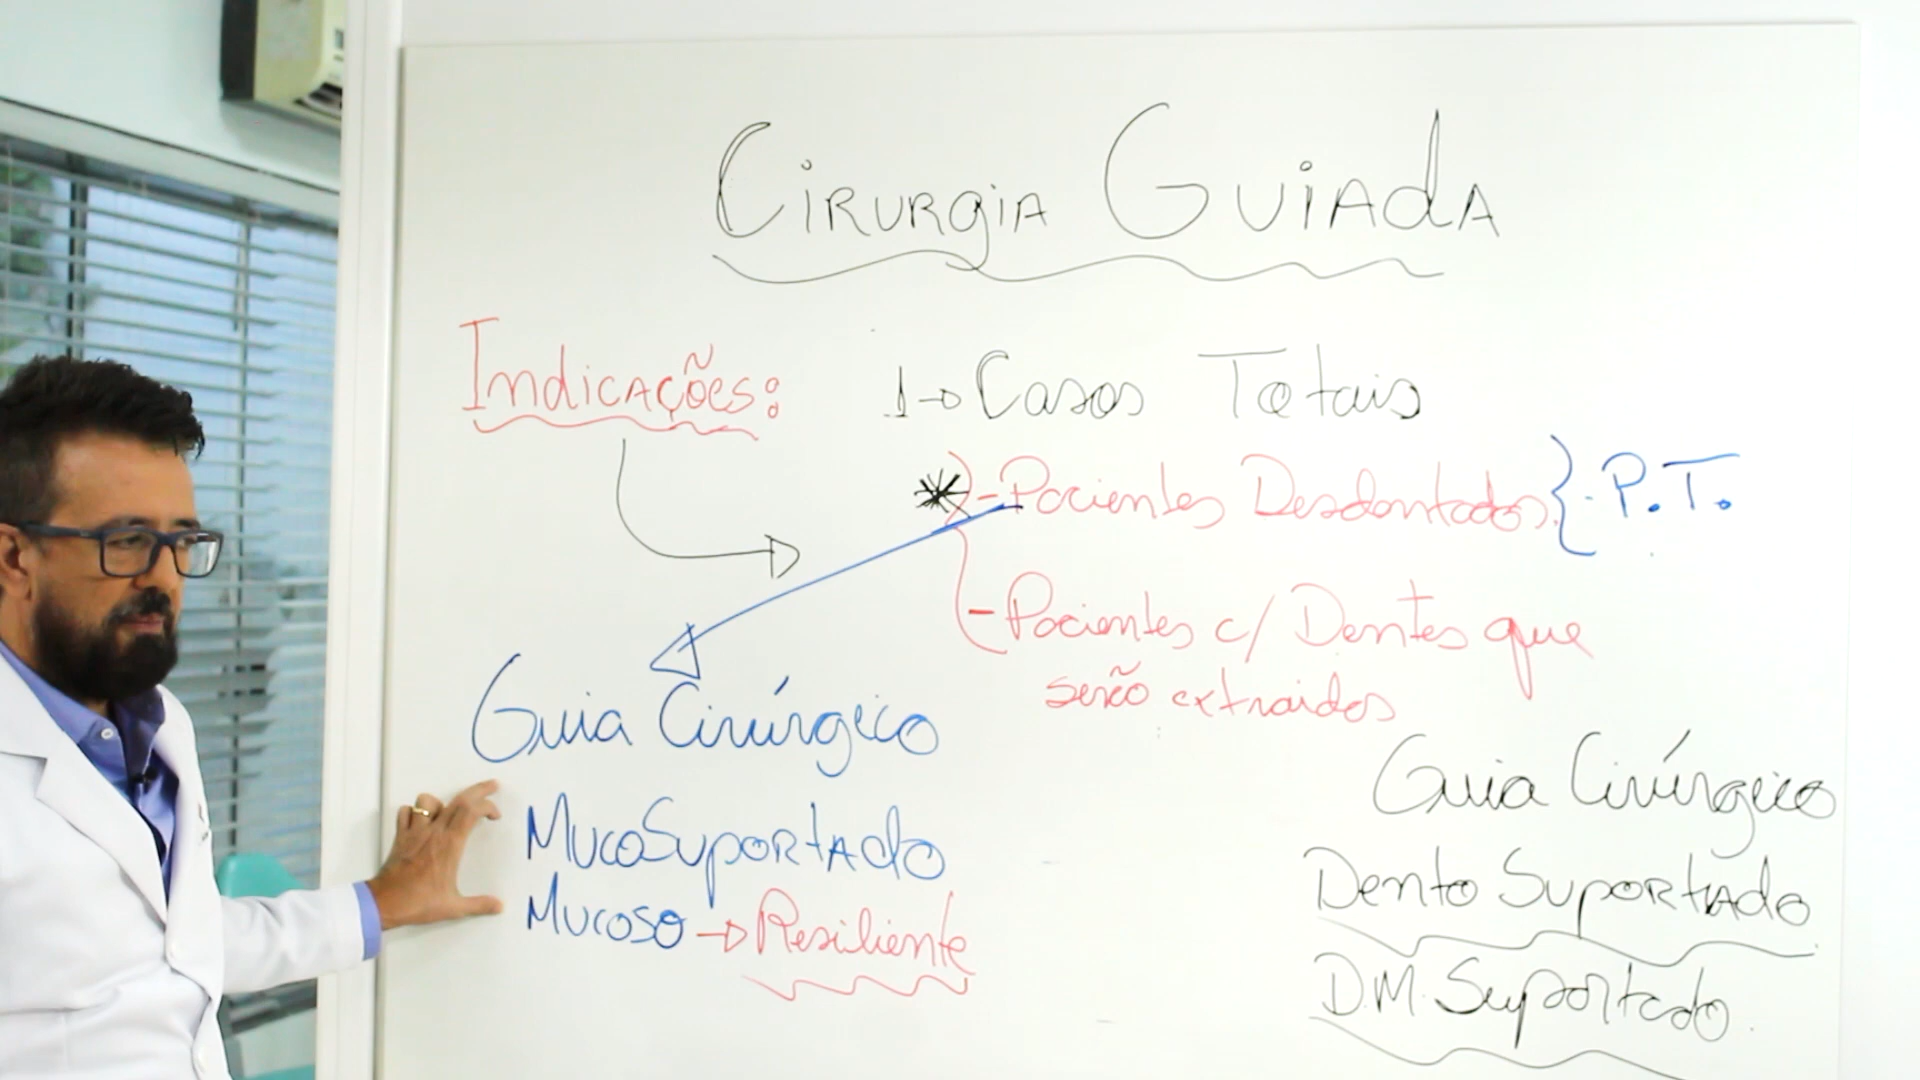 Cirurgia Guiada
Indicações:
1→ Casos Totais
* - Pacientes Desdentados } - P.T.
- Pacientes c/ Dentes que
serão extraidos
Guia Cirúrgico
MucoSuportado
Mucoso → Resiliente
Guia Cirúrgico
Dento Suportado
D.M. Suportado.